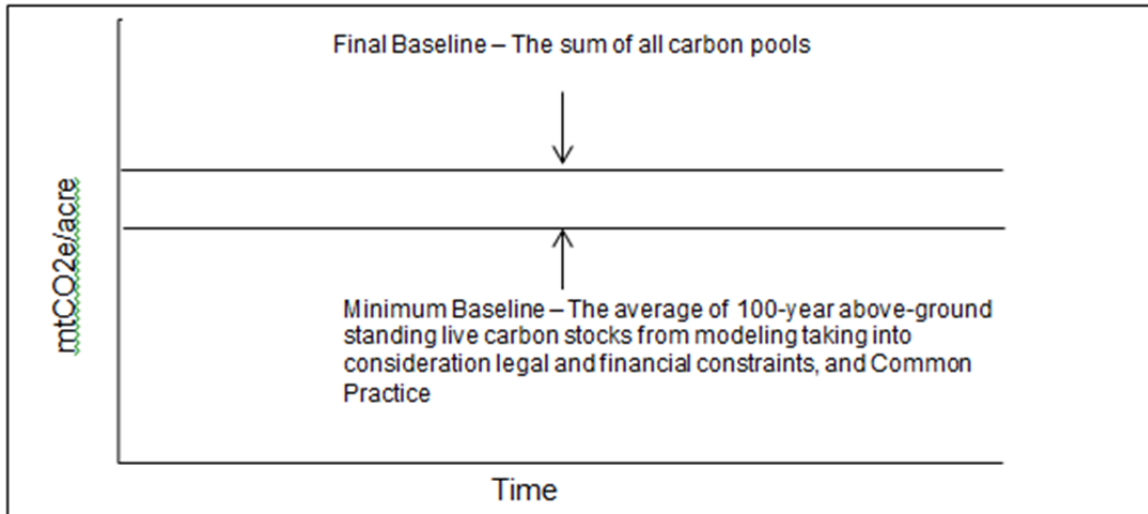 Final Baseline – The sum of all carbon pools
mtCO2e/acre
Minimum Baseline – The average of 100-year above-ground
standing live carbon stocks from modeling taking into
consideration legal and financial constraints, and Common
Practice
Time